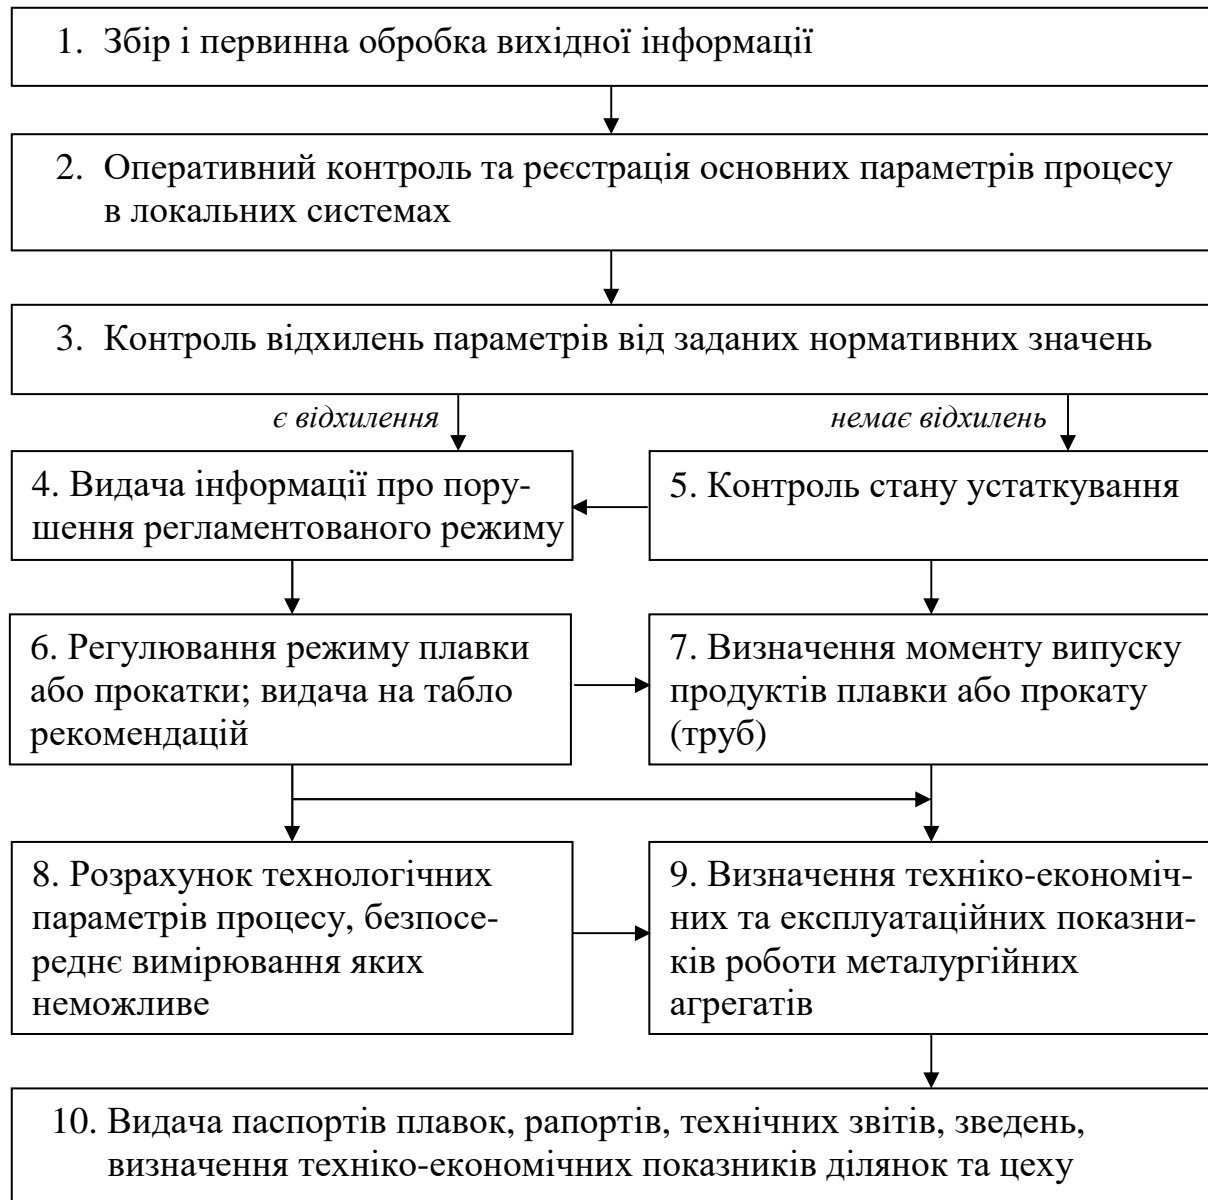 1. Збір і первинна обробка вихідної інформації
2. Оперативний контроль та реєстрація основних параметрів процесу
в локальних системах
3. Контроль відхилень параметрів від заданих нормативних значень
є відхилення
немає відхилень
4. Видача інформації про пору-
шення регламентованого режиму
5. Контроль стану устаткування
6. Регулювання режиму плавки
або прокатки; видача на табло
рекомендацій
7. Визначення моменту випуску
продуктів плавки або прокату
(труб)
8. Розрахунок технологічних
параметрів процесу, безпосе-
реднє вимірювання яких
неможливе
9. Визначення техніко-економіч-
них та експлуатаційних показни-
ків роботи металургійних
агрегатів
10. Видача паспортів плавок, рапортів, технічних звітів, зведень,
визначення техніко-економічних показників ділянок та цеху